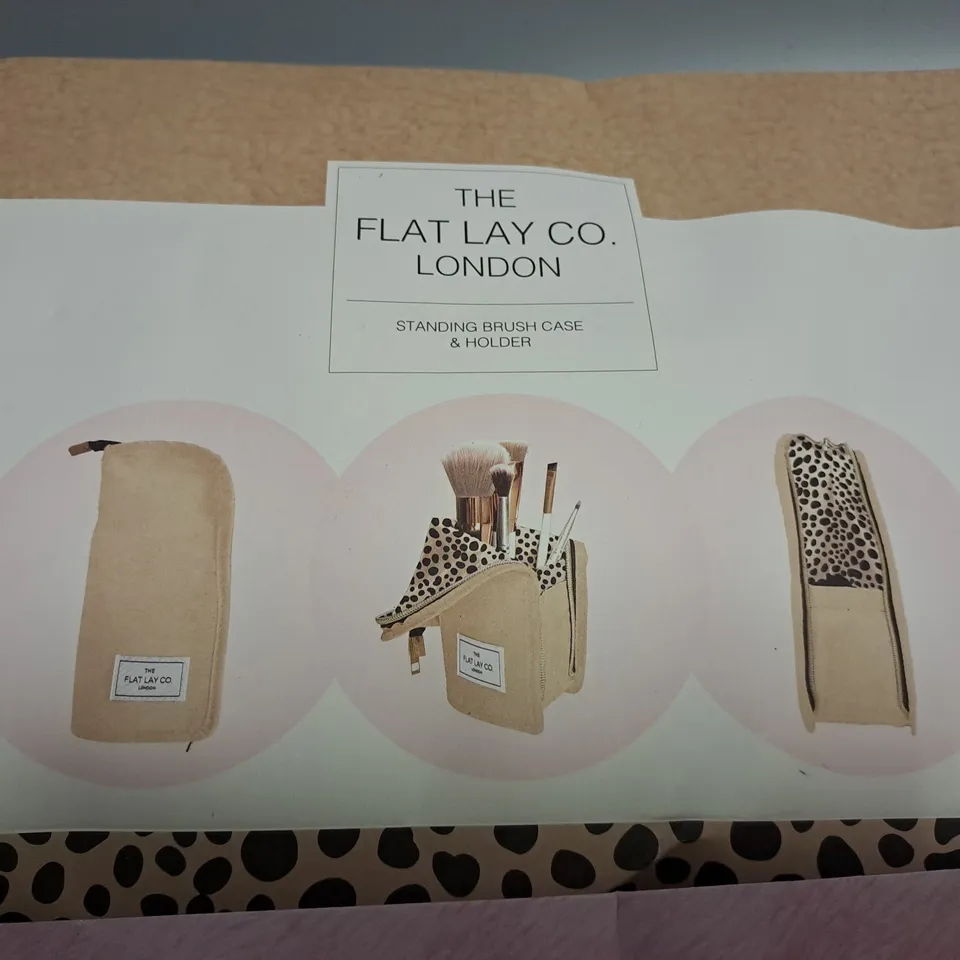 THE
FLAT LAY CO.
LONDON
STANDING BRUSH CASE
& HOLDER
THE
FLAT LAY CO.
LONDON
THE
FLAT LAY CO.
LONDON